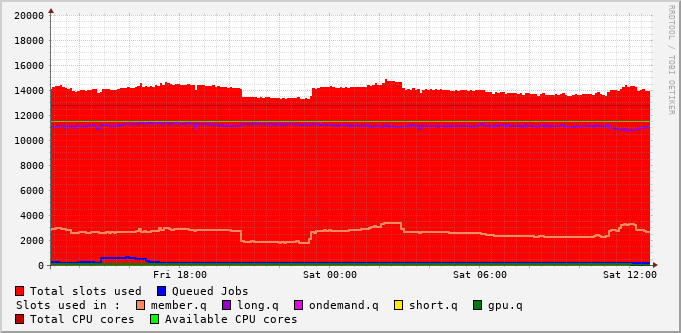 RRDTOOL / TOBI OETIKER
20000
18000
16000
14000
12000
10000
8000
6000
4000
2000
0
Fri 18:00 Sat 00:00 Sat 06:00 Sat 12:00
Total slots used Queued Jobs
Slots used in : member.q long.q ondemand.q short.q gpu.q
Total CPU cores Available CPU cores